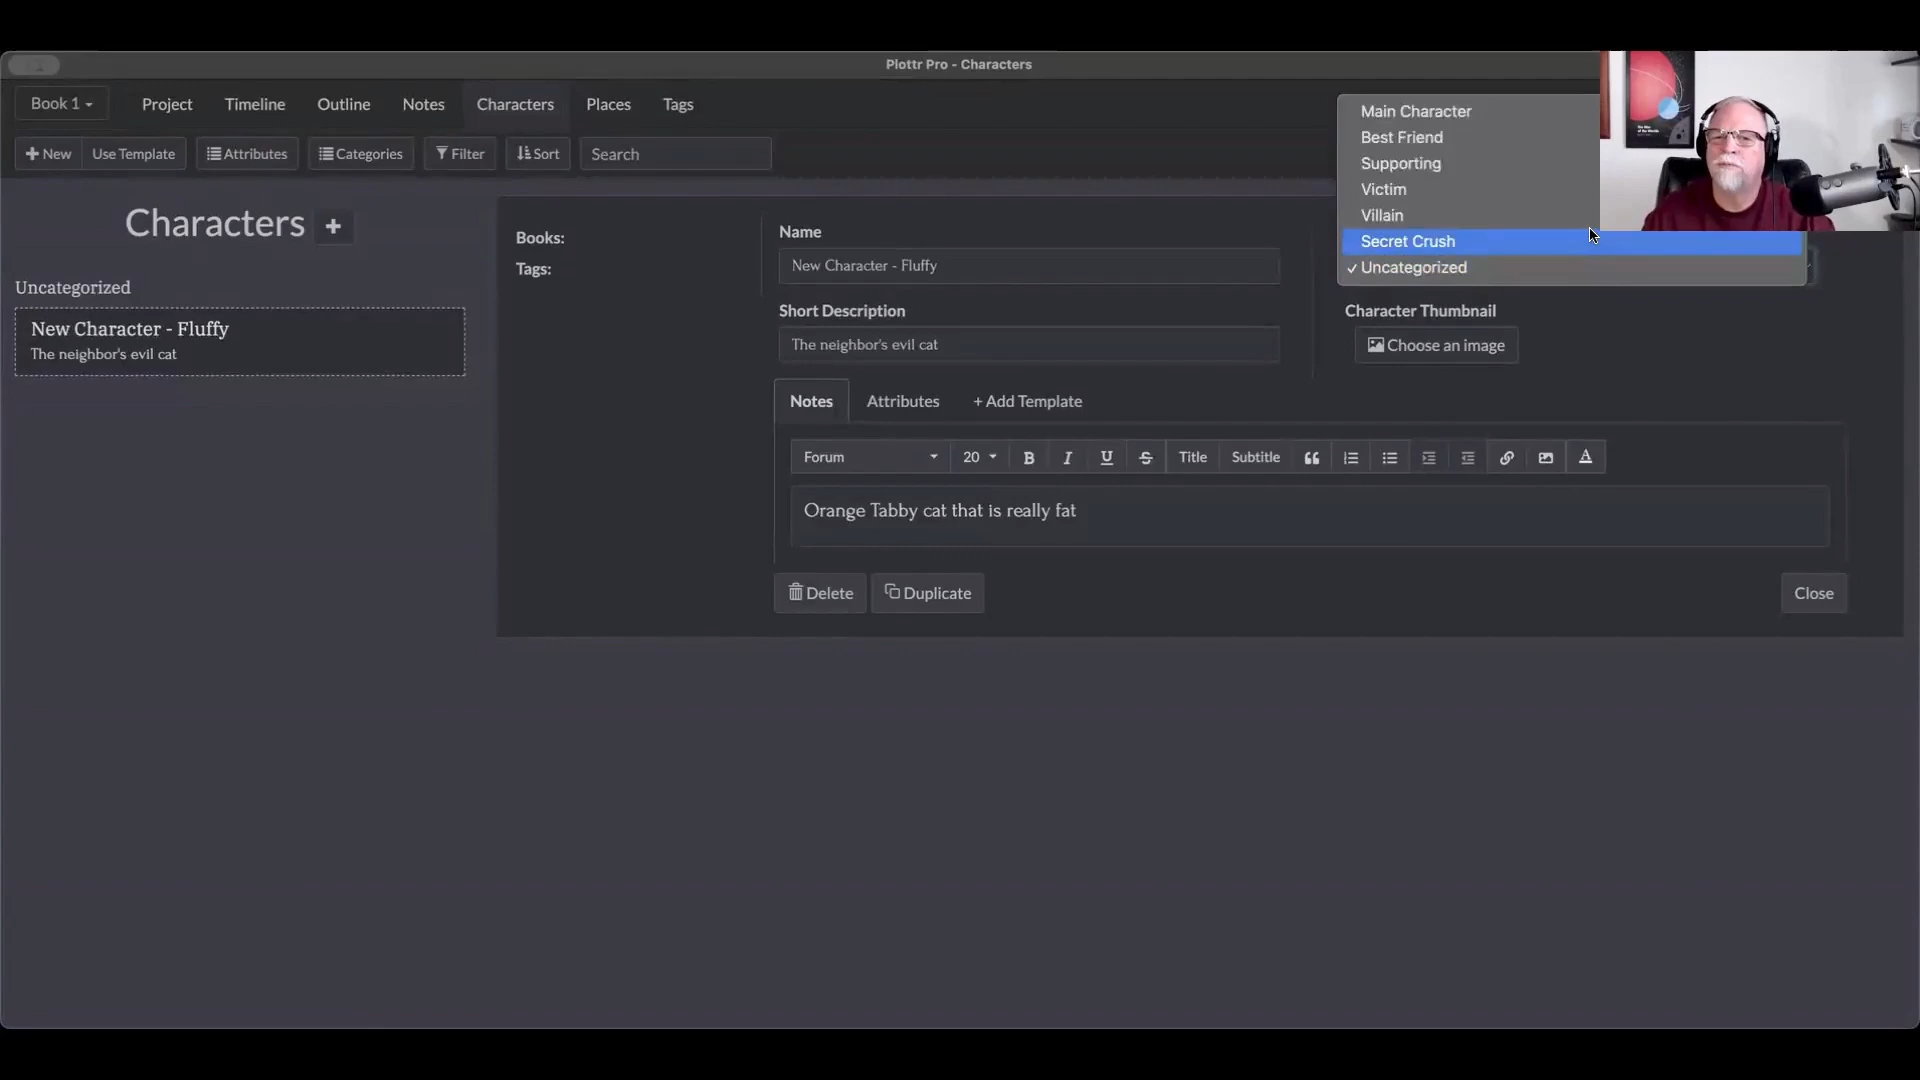 Plottr Pro - Characters
Book 1
Project
Timeline
Outline
Notes
Characters
Places
Tags
New
Use Template
Attributes
Categories
Filter
Sort
Search
Main Character
Best Friend
Supporting
Victim
Villain
Secret Crush
✓ Uncategorized
Characters +
Uncategorized
New Character - Fluffy
The neighbor's evil cat
Books:
Tags:
Name
New Character - Fluffy
Short Description
The neighbor's evil cat
Character Thumbnail
Choose an image
Notes
Attributes
+ Add Template
Forum
20
B
I
U
S
Title
Subtitle
A
Orange Tabby cat that is really fat
Delete
Duplicate
Close